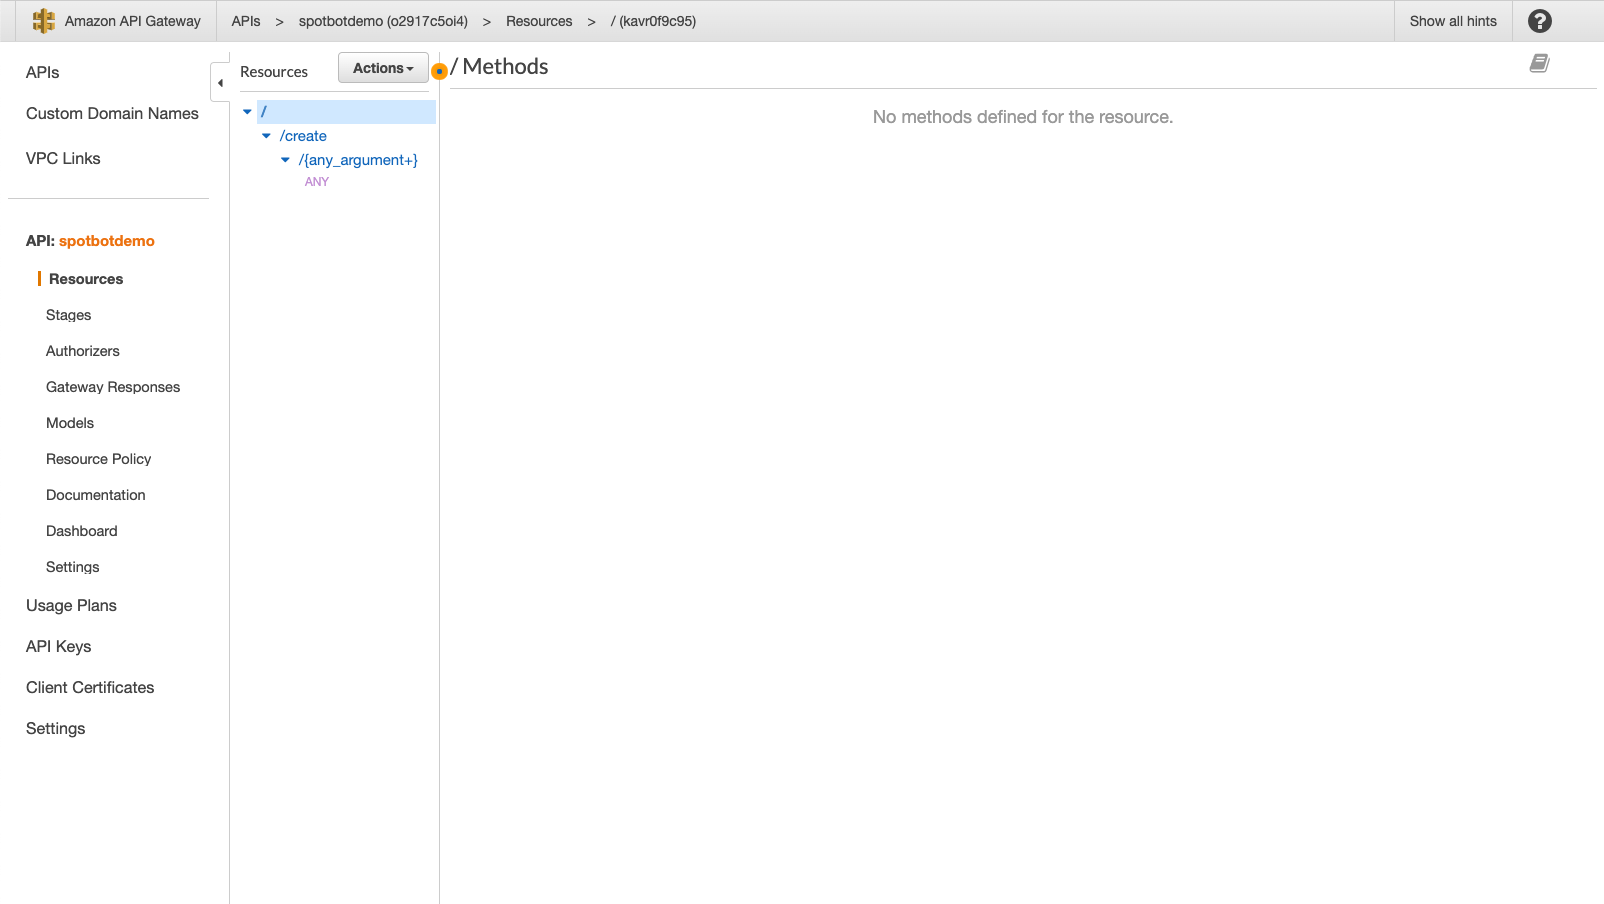 Amazon API Gateway
APIs > spotbotdemo (o2917c5oi4) > Resources > / (kavr0f9c95)
Show all hints
?
APIs
Custom Domain Names
VPC Links
API: spotbotdemo
Resources
Stages
Authorizers
Gateway Responses
Models
Resource Policy
Documentation
Dashboard
Settings
Usage Plans
API Keys
Client Certificates
Settings
Resources
Actions
/
/create
/{any_argument+}
ANY
/ Methods
No methods defined for the resource.